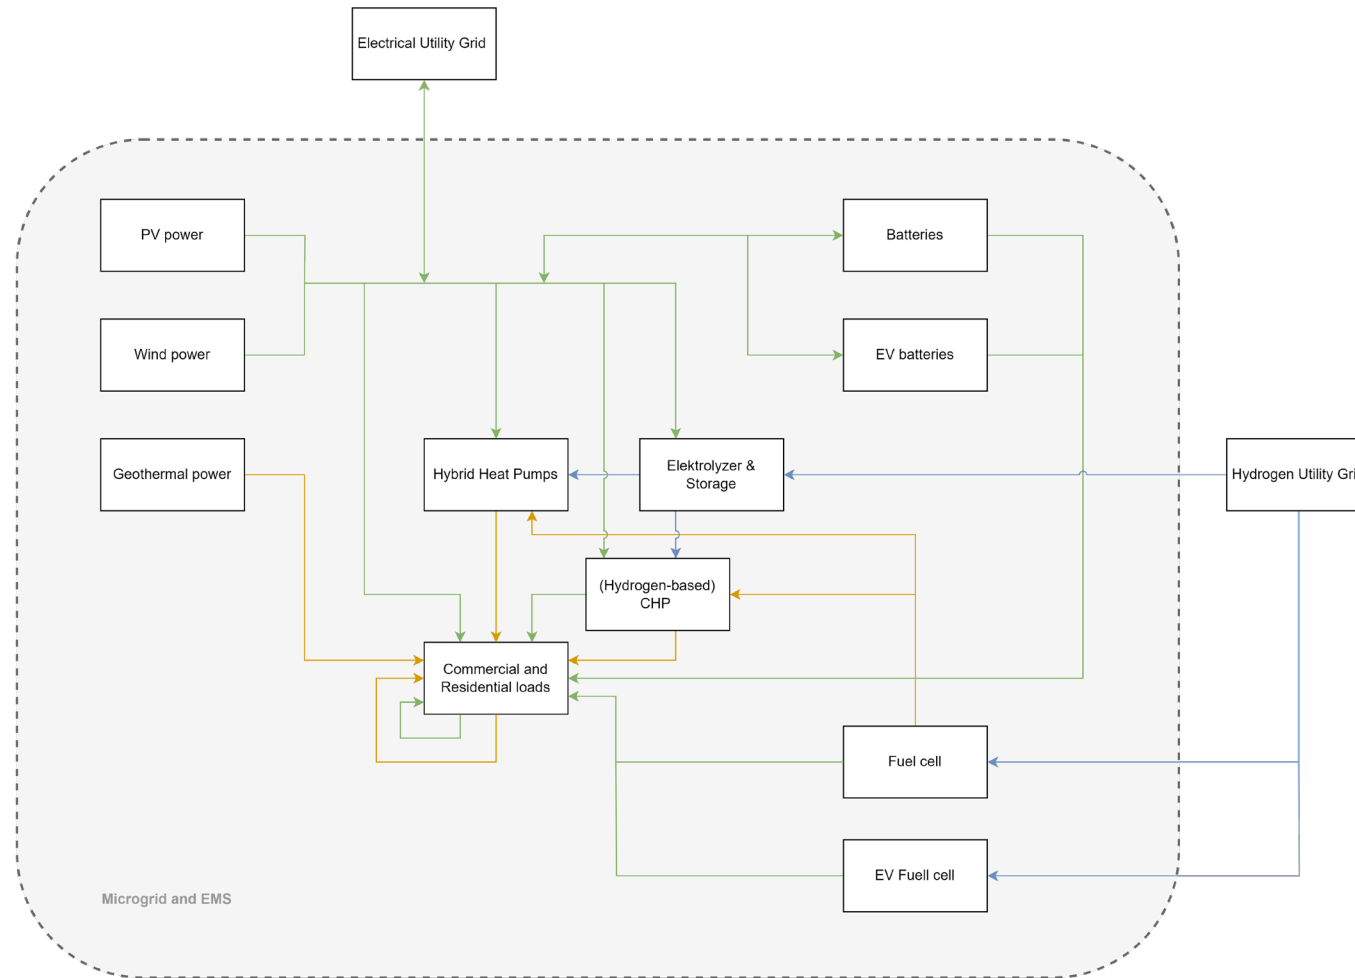 Electrical Utility Grid
PV power
Batteries
Wind power
EV batteries
Geothermal power
Hybrid Heat Pumps
Elektrolyzer &
Storage
Hydrogen Utility Gri
(Hydrogen-based)
CHP
Commercial and
Residential loads
Fuel cell
EV Fuell cell
Microgrid and EMS